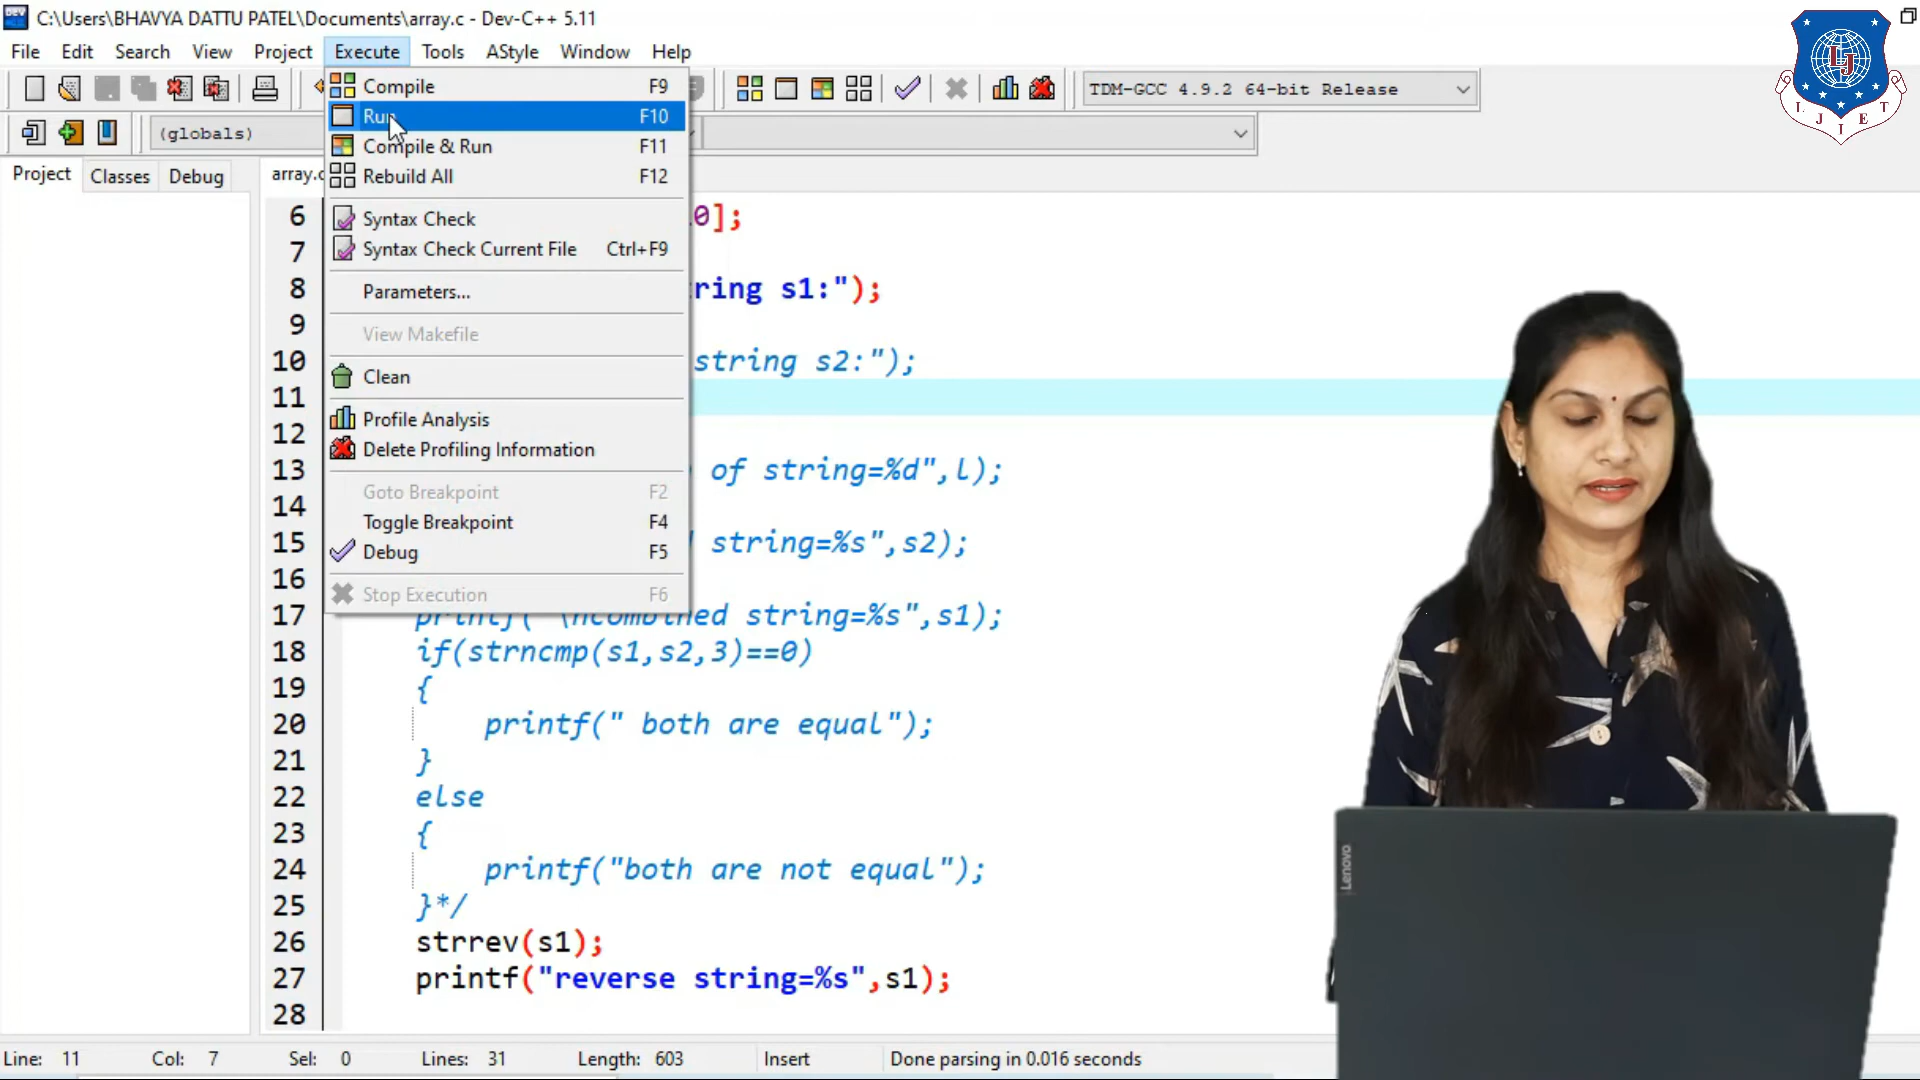 C:\Users\BHAVYA DATTU PATEL\Documents\array.c - Dev-C++ 5.11
File Edit Search View Project Execute Tools AStyle Window Help
TDM-GCC 4.9.2 64-bit Release
(globals)
LJ
L J I E T
Project Classes Debug
Compile F9
Run F10
Compile & Run F11
Rebuild All F12
Syntax Check
Syntax Check Current File Ctrl+F9
Parameters...
View Makefile
Clean
Profile Analysis
Delete Profiling Information
Goto Breakpoint F2
Toggle Breakpoint F4
Debug F5
Stop Execution F6
6 0];
7
8 ring s1:");
9
10 string s2:");
11
12
13 of string=%d",l);
14
15 string=%s",s2);
16
17 printf(" \ncombined string=%s",s1);
18 if(strncmp(s1,s2,3)==0)
19 {
20 printf(" both are equal");
21 }
22 else
23 {
24 printf("both are not equal");
25 }*/
26 strrev(s1);
27 printf("reverse string=%s",s1);
28
Line: 11 Col: 7 Sel: 0 Lines: 31 Length: 603 Insert Done parsing in 0.016 seconds
Lenovo